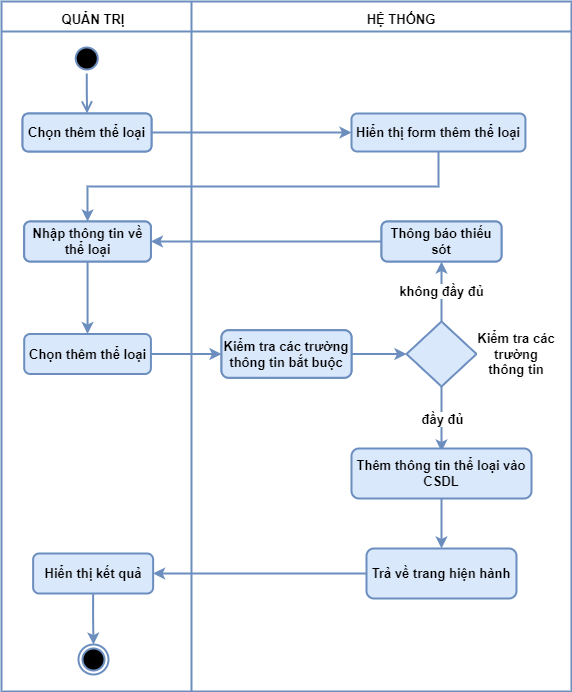 QUẢN TRỊ
HỆ THỐNG
Chọn thêm thể loại
Hiển thị form thêm thể loại
Nhập thông tin về
thể loại
Thông báo thiếu
sót
không đầy đủ
Chọn thêm thể loại
Kiểm tra các trường
thông tin bắt buộc
Kiểm tra các
trường
thông tin
đầy đủ
Thêm thông tin thể loại vào
CSDL
Hiển thị kết quả
Trả về trang hiện hành